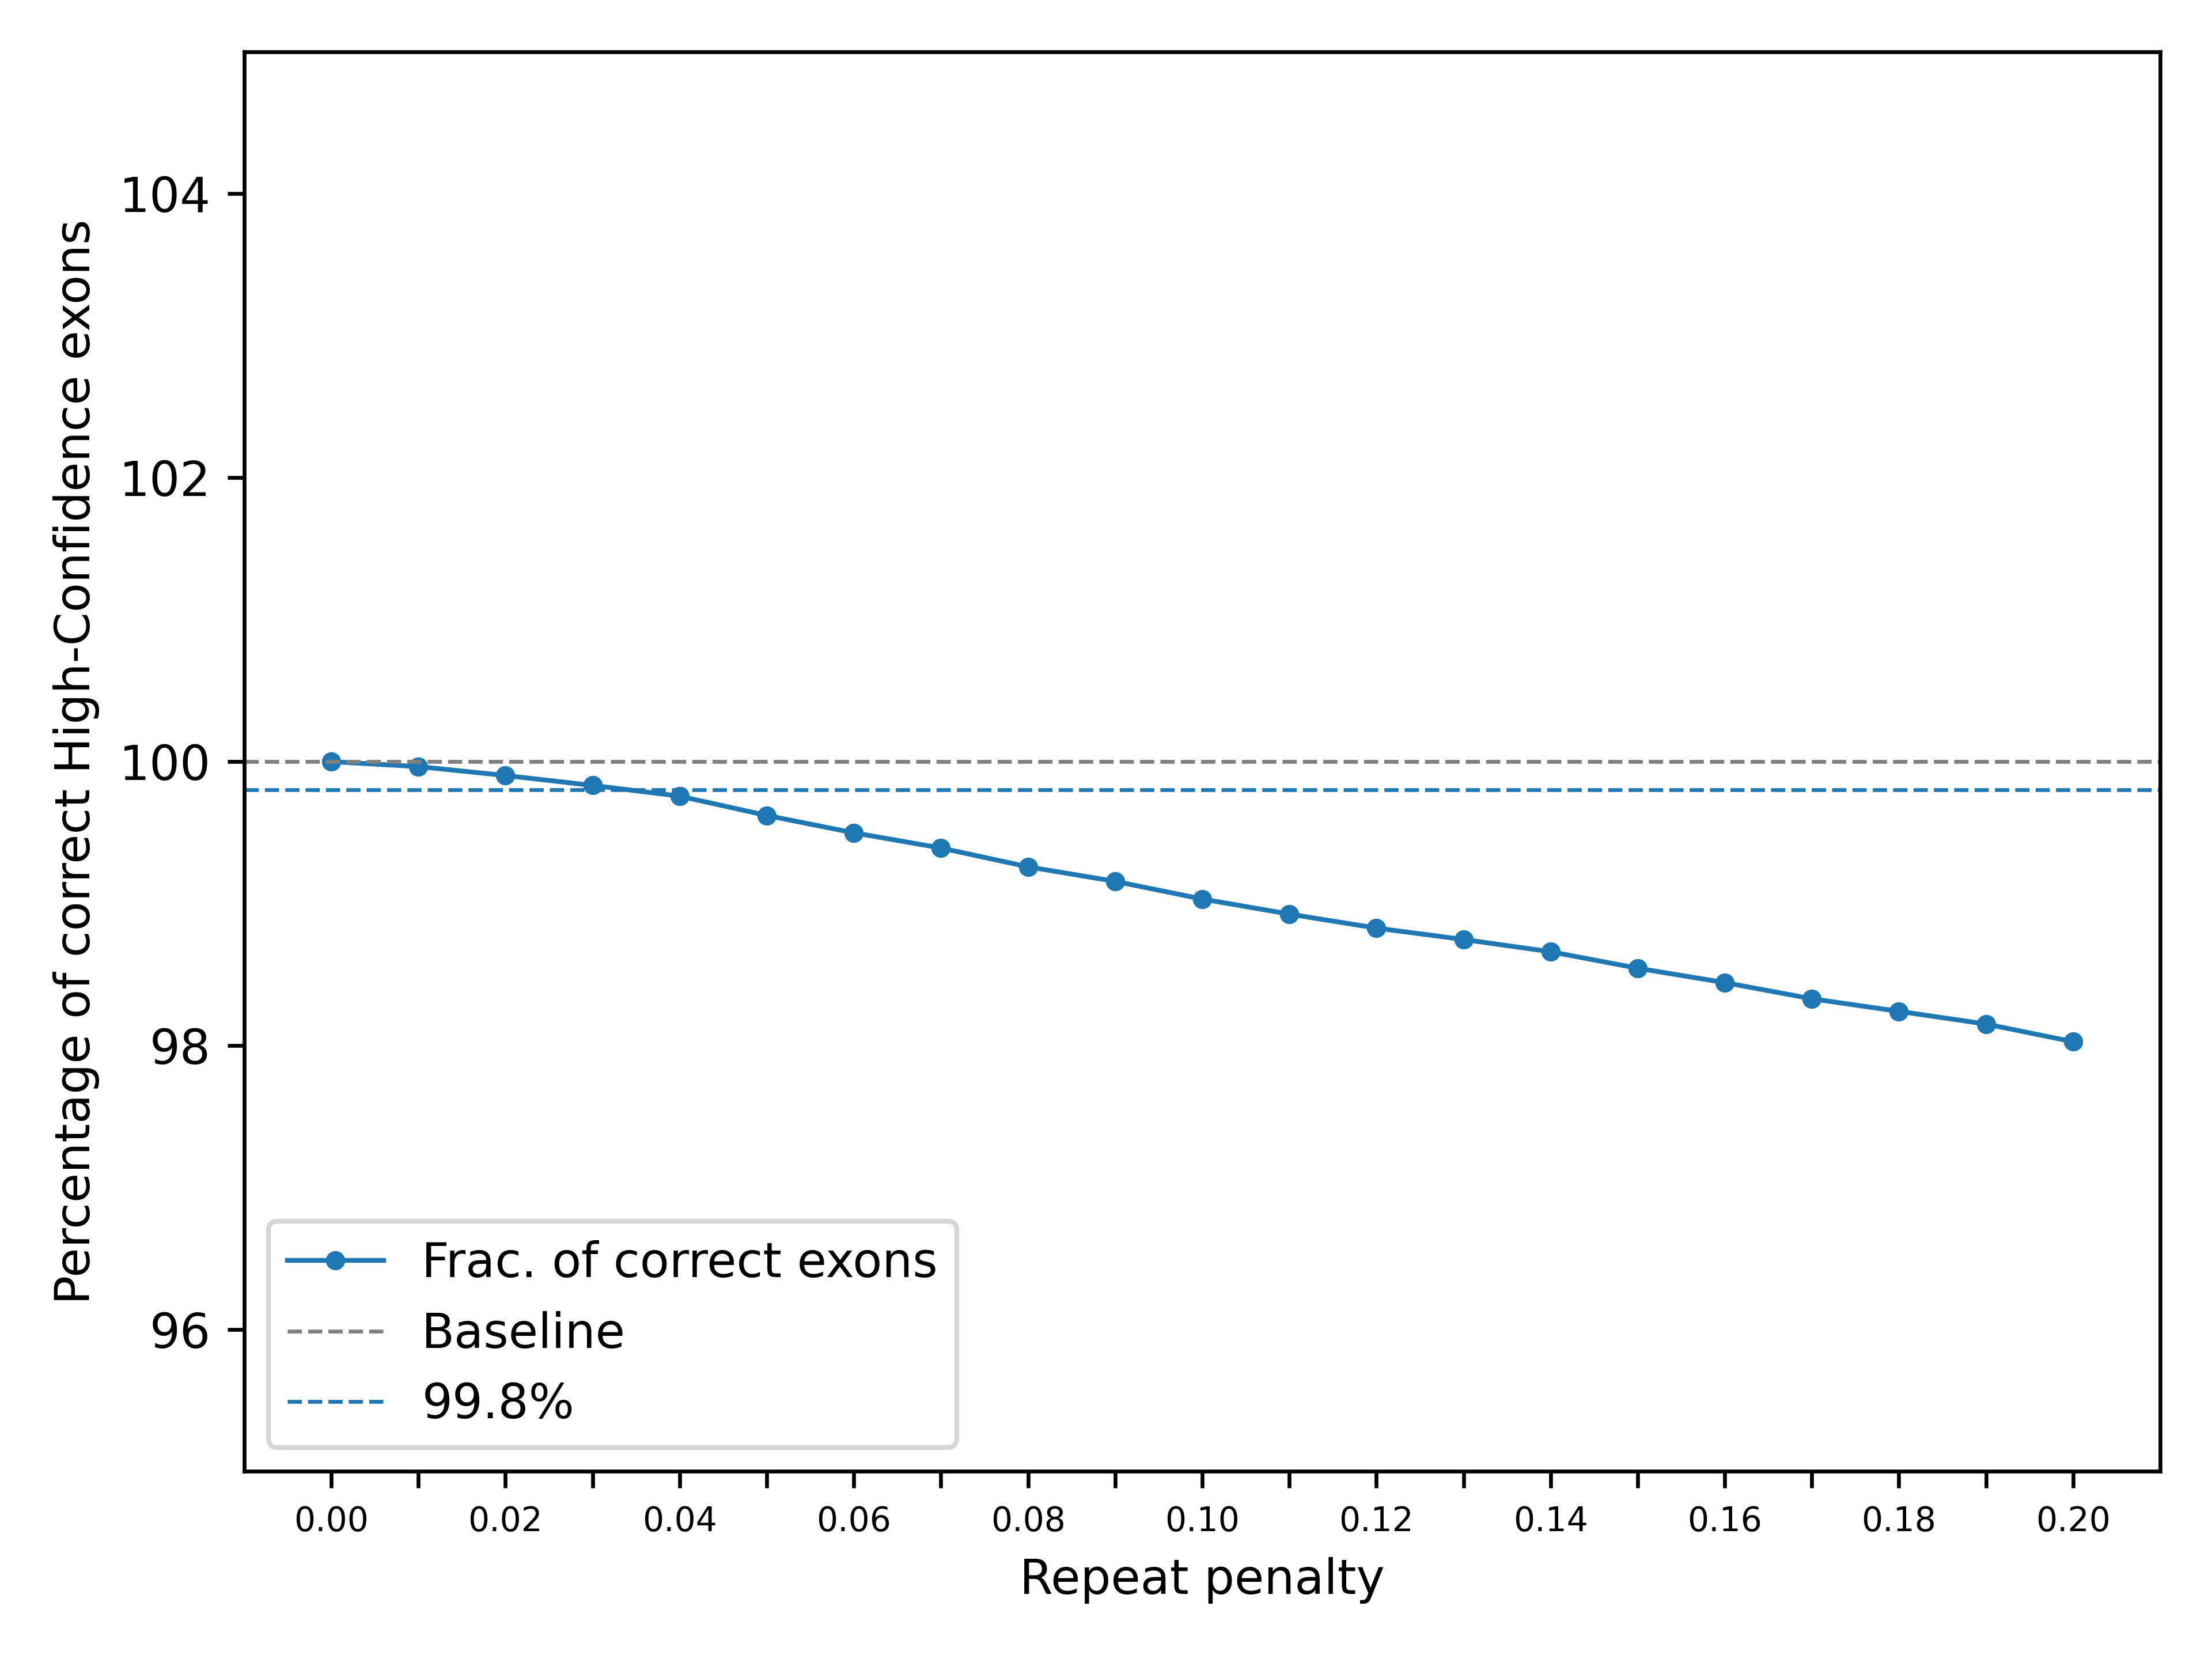 Percentage of correct High-Confidence exons
104
102
100
98
96
Frac. of correct exons
Baseline
99.8%
0.00 0.02 0.04 0.06 0.08 0.10 0.12 0.14 0.16 0.18 0.20
Repeat penalty